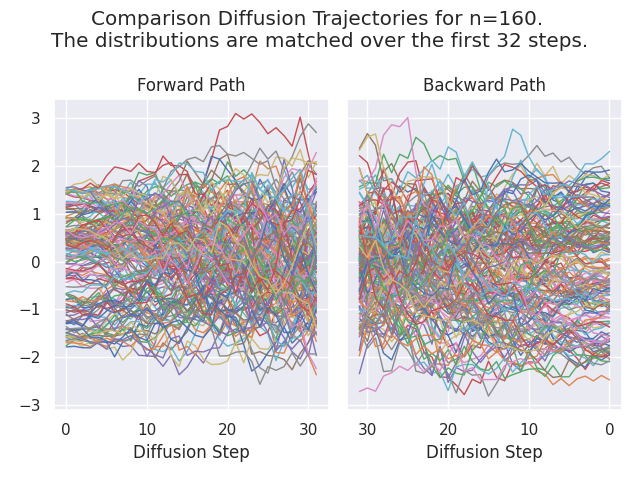 Comparison Diffusion Trajectories for n=160.
The distributions are matched over the first 32 steps.
Forward Path
Backward Path
3
2
1
0
−1
−2
−3
0 10 20 30
30 20 10 0
Diffusion Step
Diffusion Step